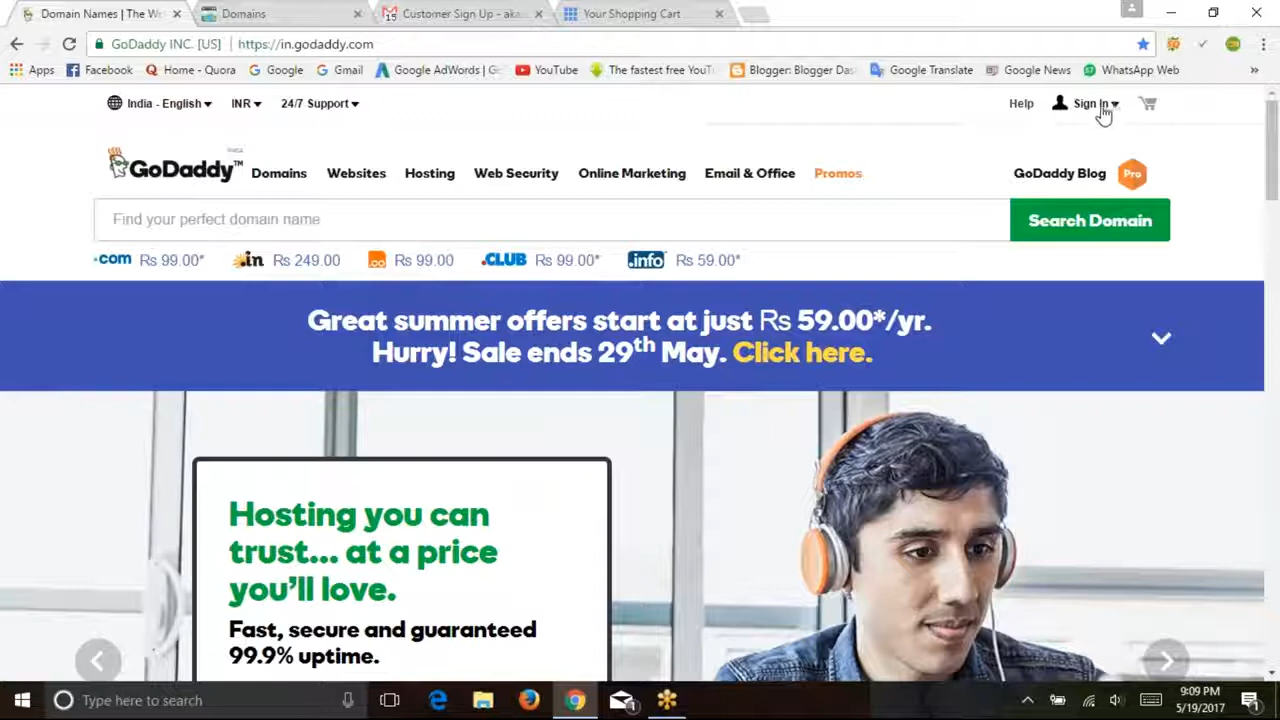 Domain Names | The W
Domains
Customer Sign Up - aka
Your Shopping Cart
15
GoDaddy INC. [US]
https://in.godaddy.com
Apps
Facebook
Home - Quora
Google
Gmail
Google AdWords | G
YouTube
The fastest free YouT
Blogger: Blogger Das
Google Translate
Google News
WhatsApp Web
India - English
INR
24/7 Support
Help
Sign In
GoDaddy™
Domains
Websites
Hosting
Web Security
Online Marketing
Email & Office
Promos
GoDaddy Blog
Pro
Find your perfect domain name
Search Domain
.com Rs 99.00*
.in Rs 249.00
.co Rs 99.00
.CLUB Rs 99.00*
.info Rs 59.00*
Great summer offers start at just Rs 59.00*/yr.
Hurry! Sale ends 29th May. Click here.
Hosting you can
trust... at a price
you'll love.
Fast, secure and guaranteed
99.9% uptime.
Type here to search
1
9:09 PM
5/19/2017
1